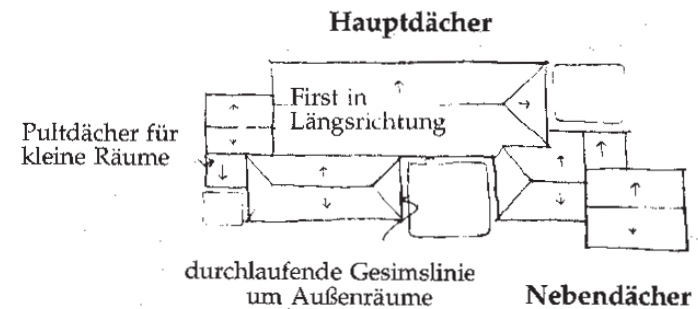 Hauptdächer
First in
Längsrichtung
Pultdächer für
kleine Räume
durchlaufende Gesimslinie
um Außenräume
Nebendächer